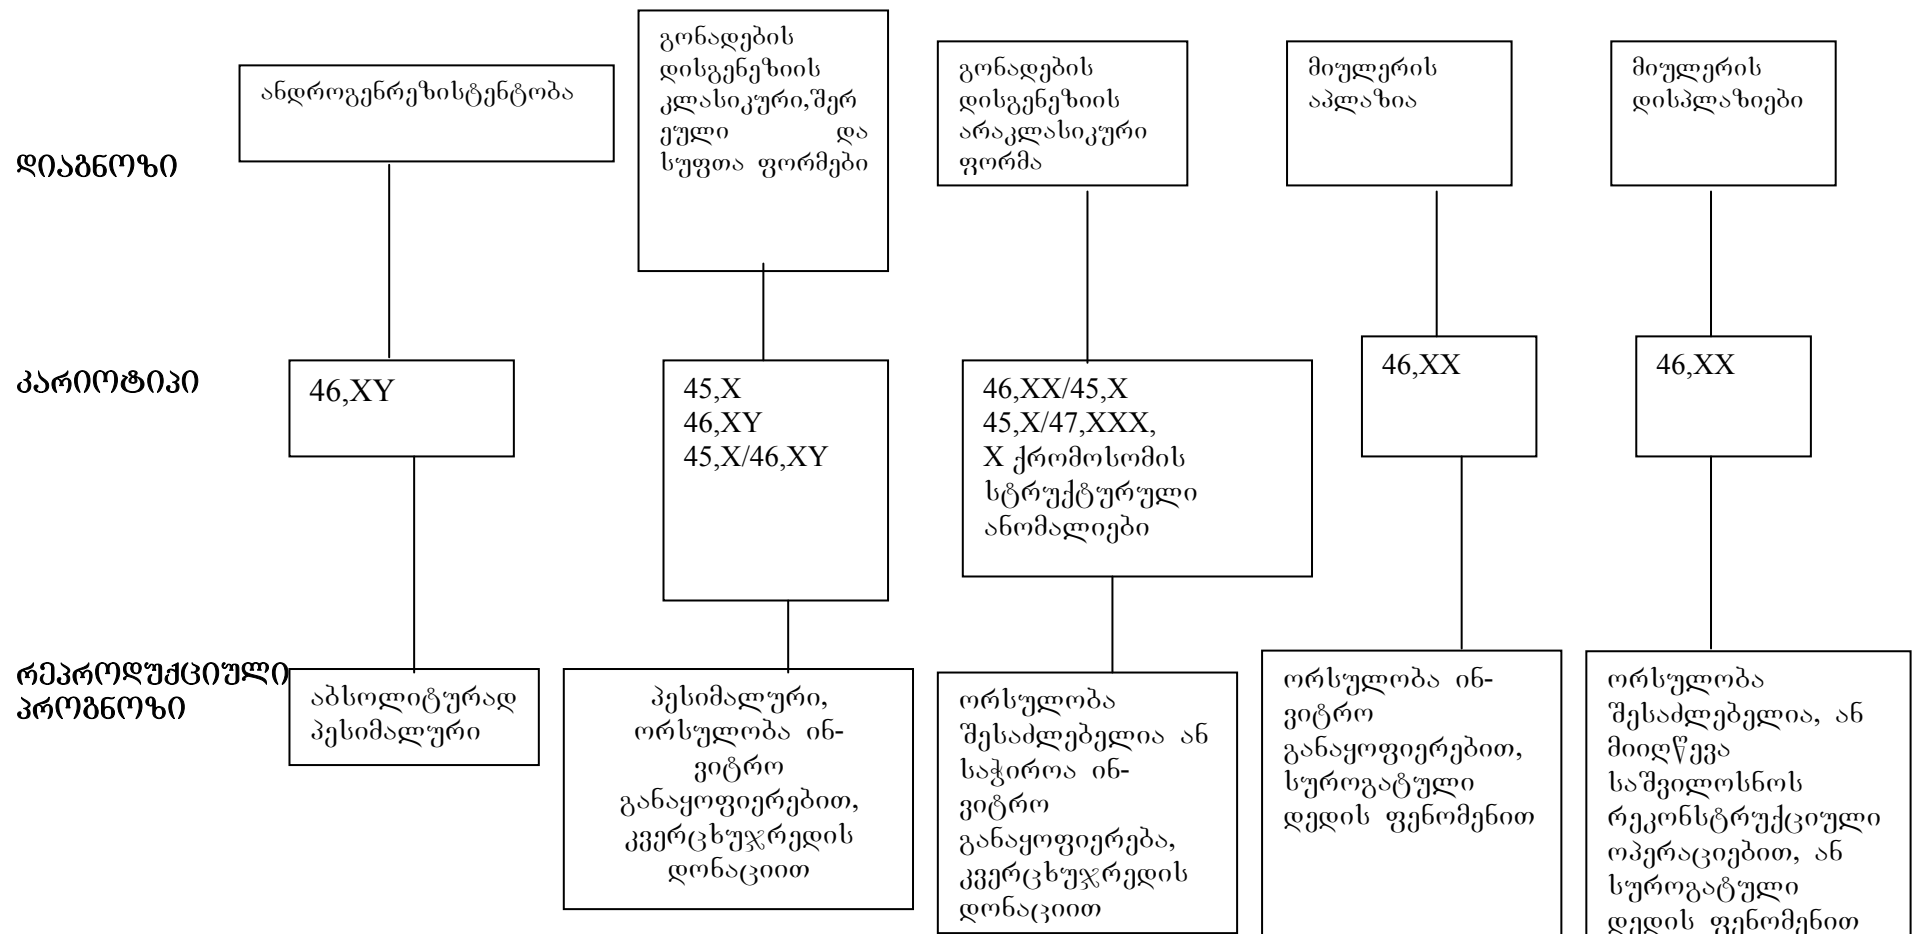 დიაგნოზი
ანდროგენრეზისტენტობა
გონადების
დისგენეზიის
კლასიკური,შერ
ეული და
სუფთა ფორმები
გონადების
დისგენეზიის
არაკლასიკური
ფორმა
მიულერის
აპლაზია
მიულერის
დისპლაზიები
კარიოტიპი
46,XY
45,X
46,XY
45,X/46,XY
46,XX/45,X
45,X/47,XXX,
X ქრომოსომის
სტრუქტურული
ანომალიები
46,XX
46,XX
რეპროდუქციული
პროგნოზი
აბსოლიტურად
პესიმალური
პესიმალური,
ორსულობა ინ-
ვიტრო
განაყოფიერებით,
კვერცხუჯრედის
დონაციით
ორსულობა
შესაძლებელია ან
საჭიროა ინ-
ვიტრო
განაყოფიერება,
კვერცხუჯრედის
დონაციით
ორსულობა ინ-
ვიტრო
განაყოფიერებით,
სუროგატული
დედის ფენომენით
ორსულობა
შესაძლებელია, ან
მიიღწევა
საშვილოსნოს
რეკონსტრუქციული
ოპერაციებით, ან
სუროგატული
დედის ფენომენით